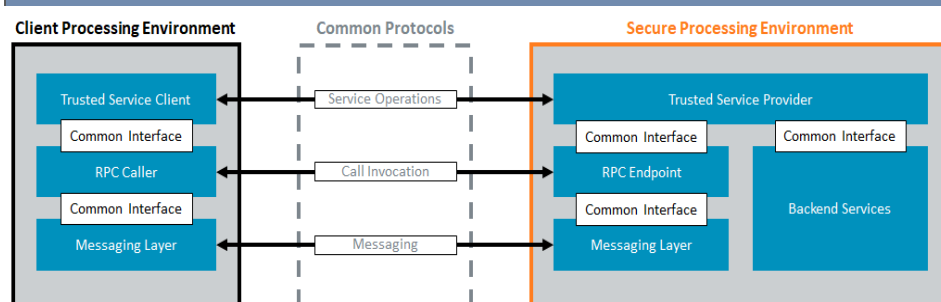 Client Processing Environment
Common Protocols
Secure Processing Environment
Trusted Service Client
Service Operations
Trusted Service Provider
Common Interface
Common Interface
Common Interface
RPC Caller
Call Invocation
RPC Endpoint
Common Interface
Common Interface
Backend Services
Messaging Layer
Messaging
Messaging Layer